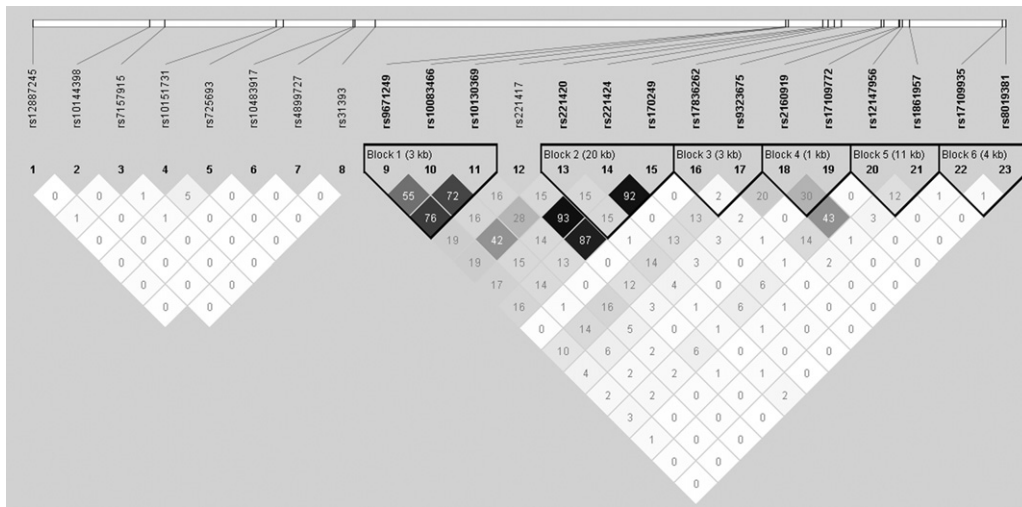 rs12887245
rs10144398
rs7157915
rs10151731
rs725693
rs10483917
rs4899727
rs31393
rs9671249
rs10083466
rs10130369
rs221417
rs221420
rs221424
rs170249
rs17836262
rs9323675
rs2160919
rs17109772
rs12147956
rs1861957
rs17109935
rs8019381
Block 1 (3 kb) Block 2 (20 kb) Block 3 (3 kb) Block 4 (1 kb) Block 5 (11 kb) Block 6 (4 kb)
1 2 3 4 5 6 7 8 9 10 11 12 13 14 15 16 17 18 19 20 21 22 23
0 0 1 5 0 0 0 55 72 16 15 15 92 0 2 20 30 0 12 1 1
1 0 1 0 0 0 76 16 28 93 15 0 13 2 0 43 3 0 0
0 0 0 0 0 19 42 14 87 1 13 3 1 14 1 0 0
0 0 0 0 19 15 13 0 14 3 0 1 2 0 0
0 0 0 17 14 0 12 4 0 6 0 0 0
0 0 16 1 16 3 1 6 0 0 0
0 14 5 0 1 1 0 0
10 6 2 6 0 0 0
4 2 2 1 1 0
2 2 0 0 2
3 0 0 0
1 0 0
0 0
0